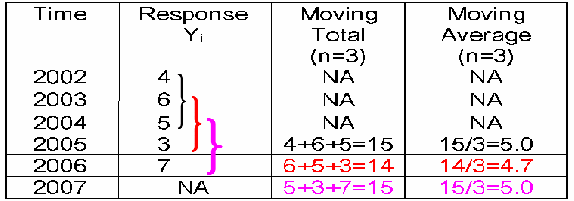 Time Response Moving Moving
Yi Total Average
(n=3) (n=3)
2002 4 NA NA
2003 6 NA NA
2004 5 NA NA
2005 3 4+6+5=15 15/3=5.0
2006 7 6+5+3=14 14/3=4.7
2007 NA 5+3+7=15 15/3=5.0